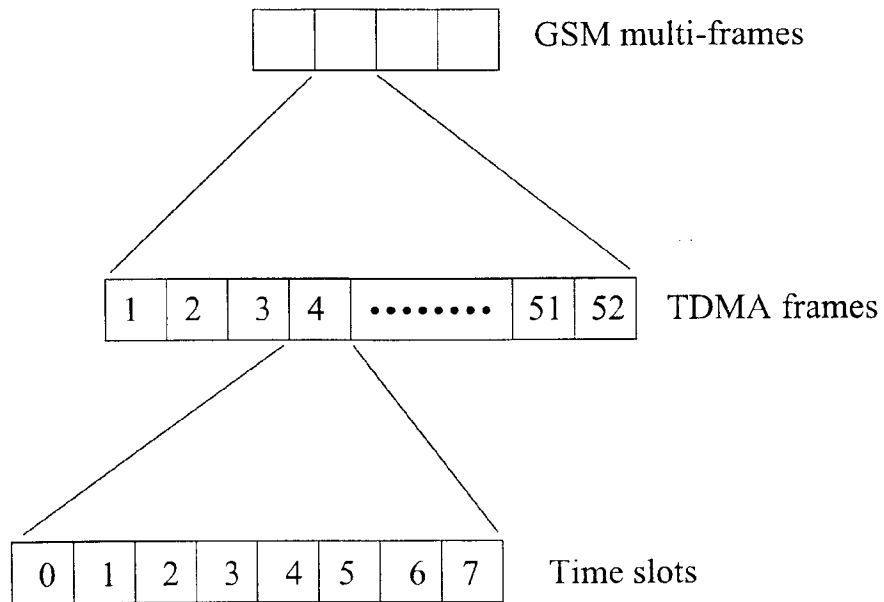 GSM multi-frames
1 2 3 4 •••••••• 51 52 TDMA frames
0 1 2 3 4 5 6 7 Time slots